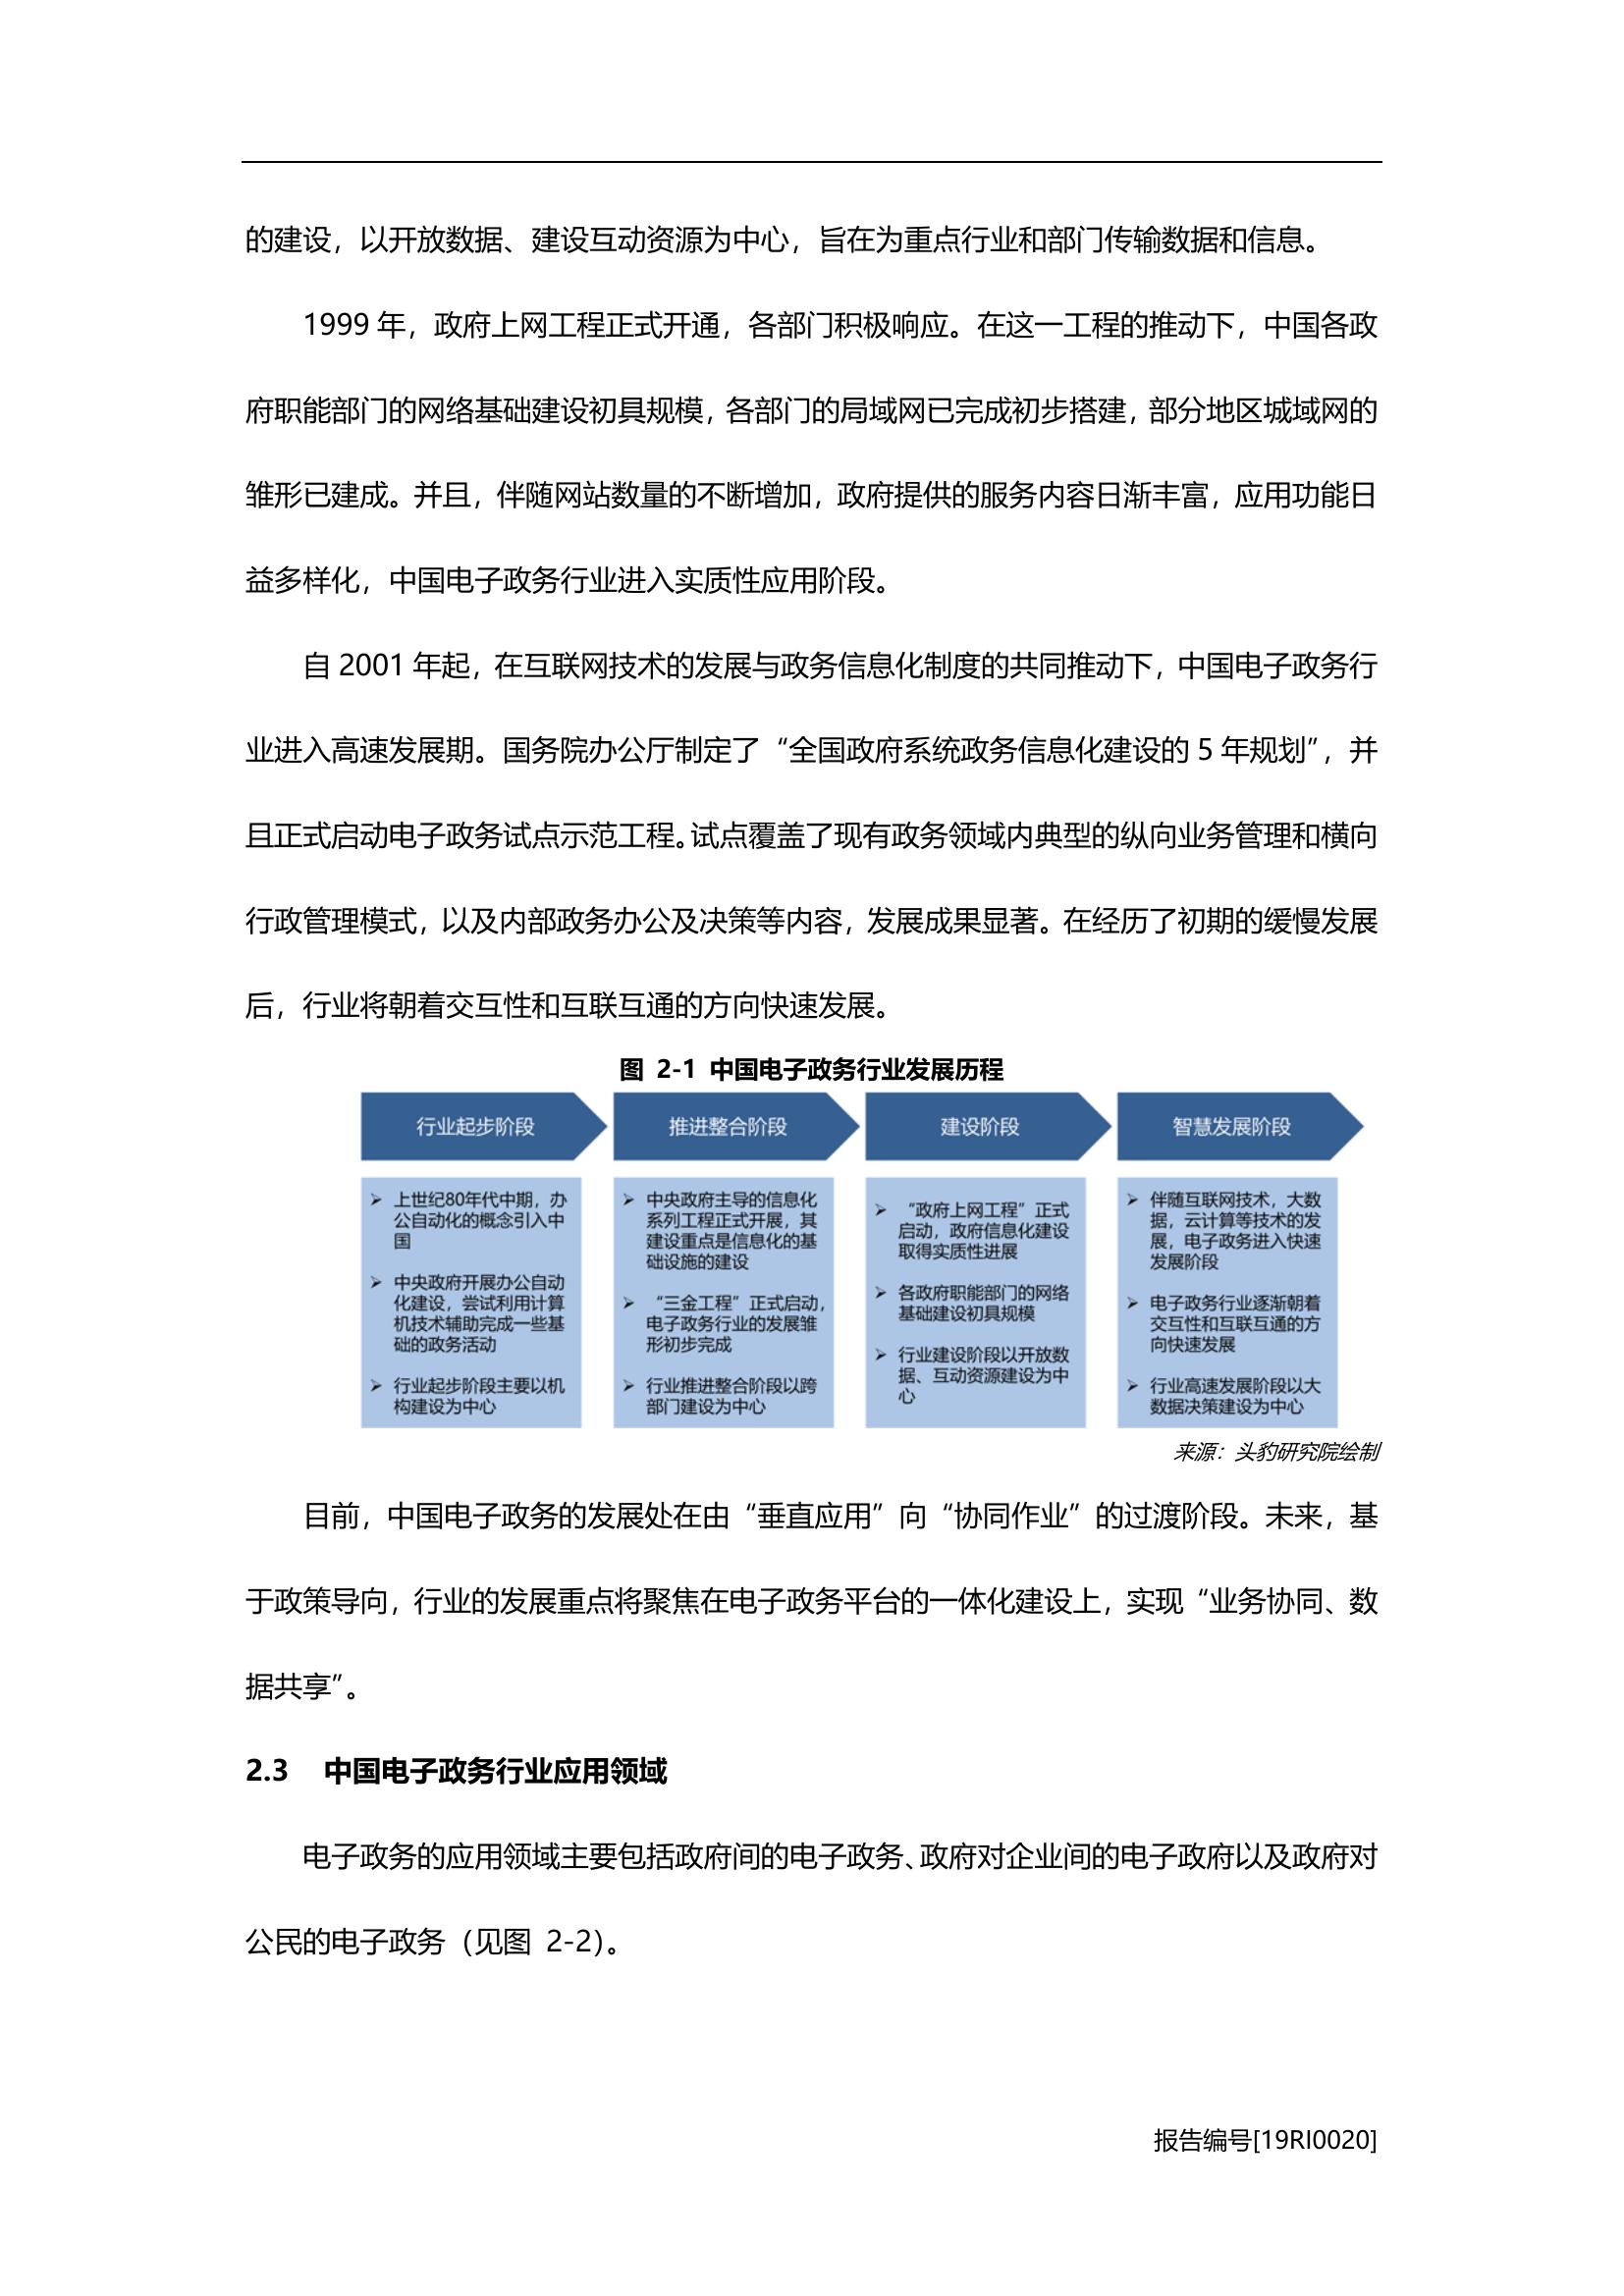 的建设，以开放数据、建设互动资源为中心，旨在为重点行业和部门传输数据和信息。
1999 年，政府上网工程正式开通，各部门积极响应。在这一工程的推动下，中国各政
府职能部门的网络基础建设初具规模，各部门的局域网已完成初步搭建，部分地区城域网的
雏形已建成。并且，伴随网站数量的不断增加，政府提供的服务内容日渐丰富，应用功能日
益多样化，中国电子政务行业进入实质性应用阶段。
自 2001 年起，在互联网技术的发展与政务信息化制度的共同推动下，中国电子政务行
业进入高速发展期。国务院办公厅制定了“全国政府系统政务信息化建设的 5 年规划”，并
且正式启动电子政务试点示范工程。试点覆盖了现有政务领域内典型的纵向业务管理和横向
行政管理模式，以及内部政务办公及决策等内容，发展成果显著。在经历了初期的缓慢发展
后，行业将朝着交互性和互联互通的方向快速发展。
图 2-1 中国电子政务行业发展历程
行业起步阶段
➢ 上世纪80年代中期，办
公自动化的概念引入中
国
➢ 中央政府开展办公自动
化建设，尝试利用计算
机技术辅助完成一些基
础的政务活动
➢ 行业起步阶段主要以机
构建设为中心
推进整合阶段
➢ 中央政府主导的信息化
系列工程正式开展，其
建设重点是信息化的基
础设施的建设
➢ “三金工程”正式启动，
电子政务行业的发展雏
形初步完成
➢ 行业推进整合阶段以跨
部门建设为中心
建设阶段
➢ “政府上网工程”正式
启动，政府信息化建设
取得实质性进展
➢ 各政府职能部门的网络
基础建设初具规模
➢ 行业建设阶段以开放数
据、互动资源建设为中
心
智慧发展阶段
➢ 伴随互联网技术，大数
据，云计算等技术的发
展，电子政务进入快速
发展阶段
➢ 电子政务行业逐渐朝着
交互性和互联互通的方
向快速发展
➢ 行业高速发展阶段以大
数据决策建设为中心
来源：头豹研究院绘制
目前，中国电子政务的发展处在由“垂直应用”向“协同作业”的过渡阶段。未来，基
于政策导向，行业的发展重点将聚焦在电子政务平台的一体化建设上，实现“业务协同、数
据共享”。
2.3 中国电子政务行业应用领域
电子政务的应用领域主要包括政府间的电子政务、政府对企业间的电子政府以及政府对
公民的电子政务（见图 2-2）。
报告编号[19RI0020]